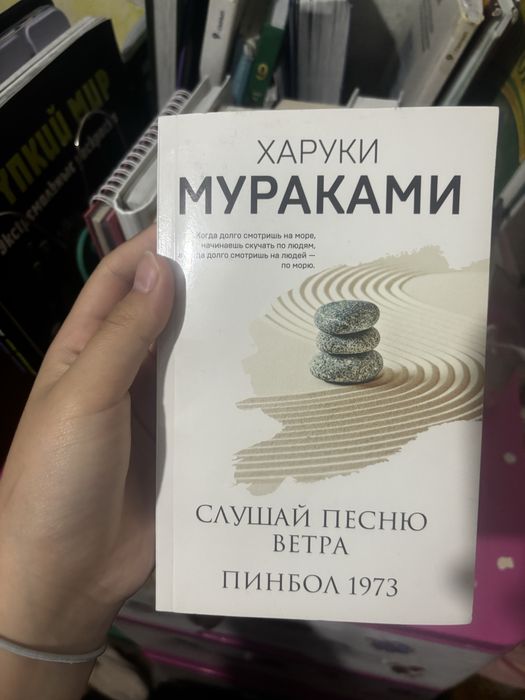 ХАРУКИ
МУРАКАМИ
Когда долго смотришь на море,
начинаешь скучать по людям,
долго смотришь на людей —
по морю.
СЛУШАЙ ПЕСНЮ
ВЕТРА
ПИНБОЛ 1973
МИР